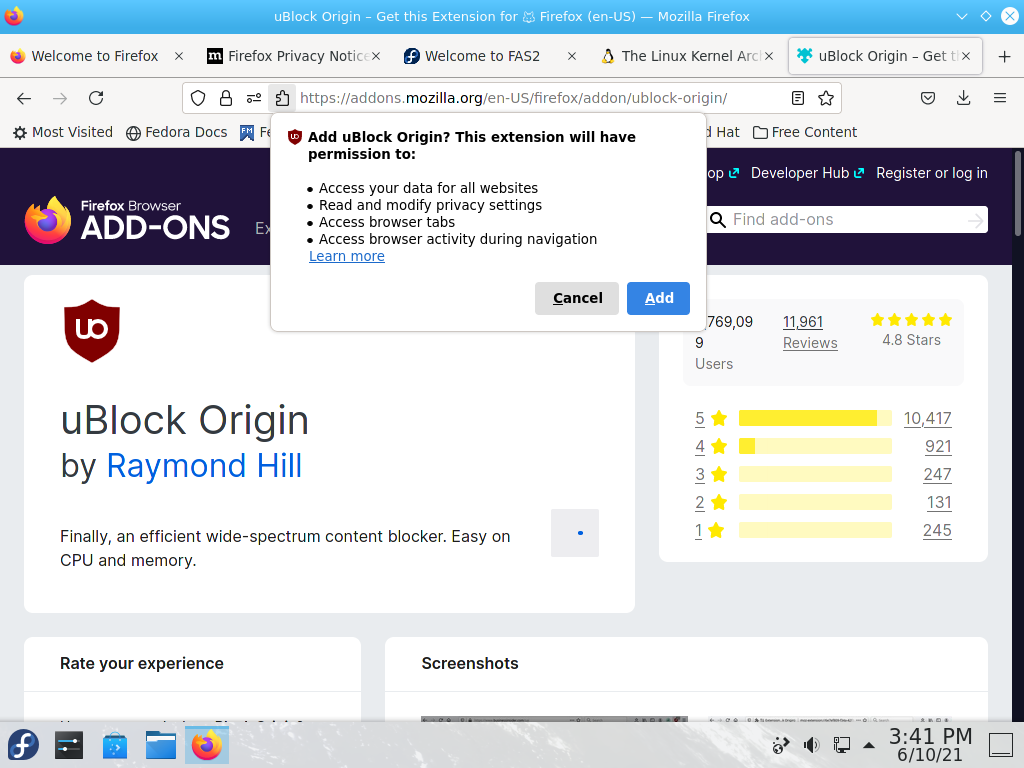 uBlock Origin – Get this Extension for 🦊 Firefox (en-US) — Mozilla Firefox
Welcome to Firefox
Firefox Privacy Notice
Welcome to FAS2
The Linux Kernel Arc
uBlock Origin – Get t
https://addons.mozilla.org/en-US/firefox/addon/ublock-origin/
Most Visited
Fedora Docs
FM
Fe
d Hat
Free Content
Add uBlock Origin? This extension will have
permission to:
• Access your data for all websites
• Read and modify privacy settings
• Access browser tabs
• Access browser activity during navigation
Learn more
Cancel
Add
op
Developer Hub
Register or log in
Firefox Browser
ADD-ONS
Ex
Find add-ons
uBlock Origin
by Raymond Hill
Finally, an efficient wide-spectrum content blocker. Easy on
CPU and memory.
769,09
9
Users
11,961
Reviews
4.8 Stars
5 10,417
4 921
3 247
2 131
1 245
Rate your experience
Screenshots
3:41 PM
6/10/21